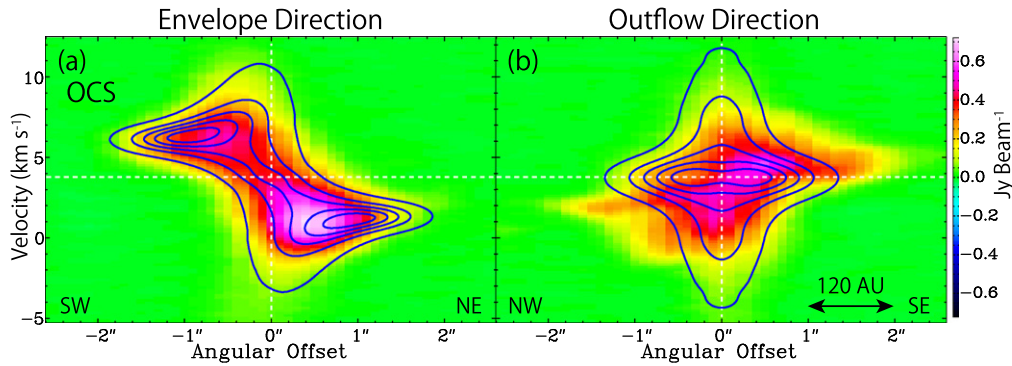 Envelope Direction
Outflow Direction
(a)
OCS
(b)
10
5
0
−5
Velocity (km s⁻¹)
SW
NE
NW
120 AU
SE
−2″ −1″ 0″ 1″ 2″
−2″ −1″ 0″ 1″ 2″
Angular Offset
Angular Offset
0.6
0.4
0.2
0.0
−0.2
−0.4
−0.6
Jy Beam⁻¹